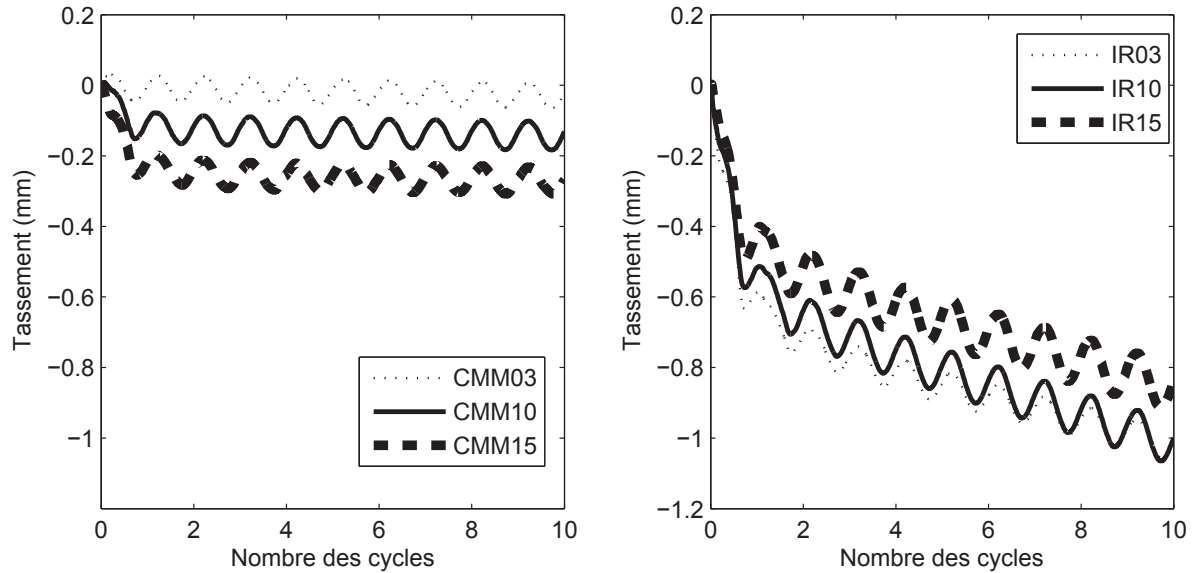 0.2
0
−0.2
−0.4
−0.6
−0.8
−1
Tassement (mm)
CMM03
CMM10
CMM15
0 2 4 6 8 10
Nombre des cycles
0.2
0
−0.2
−0.4
−0.6
−0.8
−1
−1.2
Tassement (mm)
IR03
IR10
IR15
0 2 4 6 8 10
Nombre des cycles